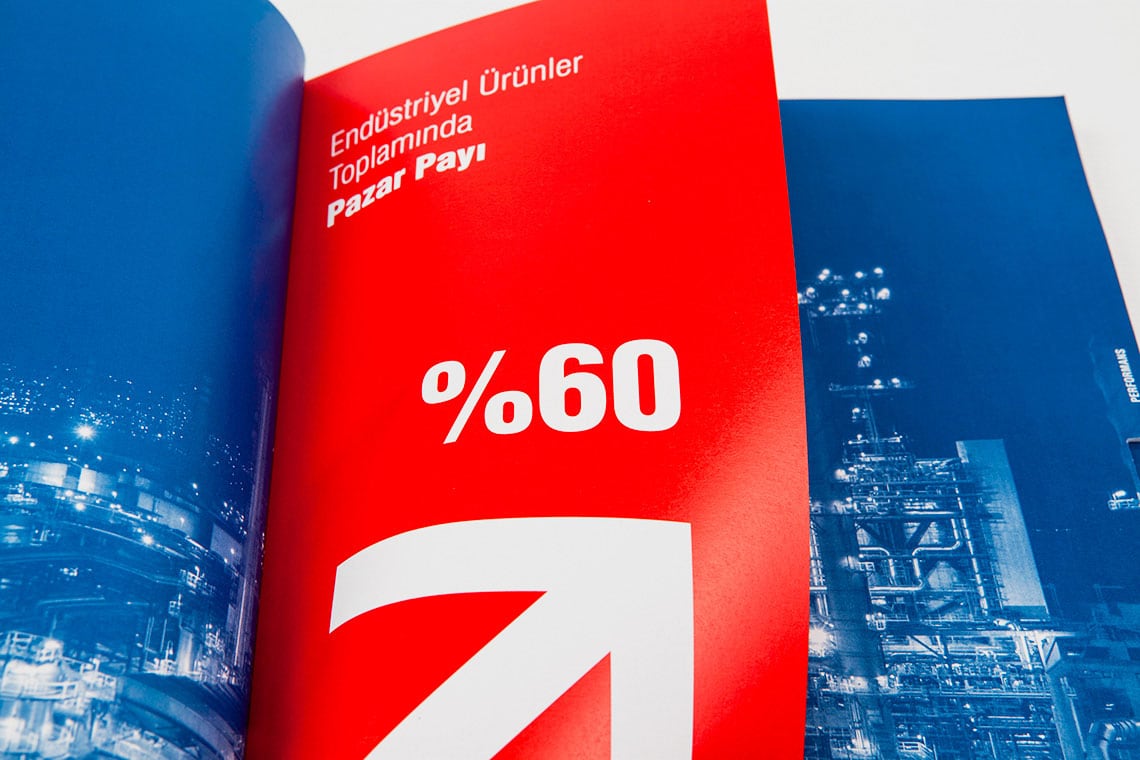 Endüstriyel Ürünler
Toplamında
Pazar Payı
%60
PERFORMANS